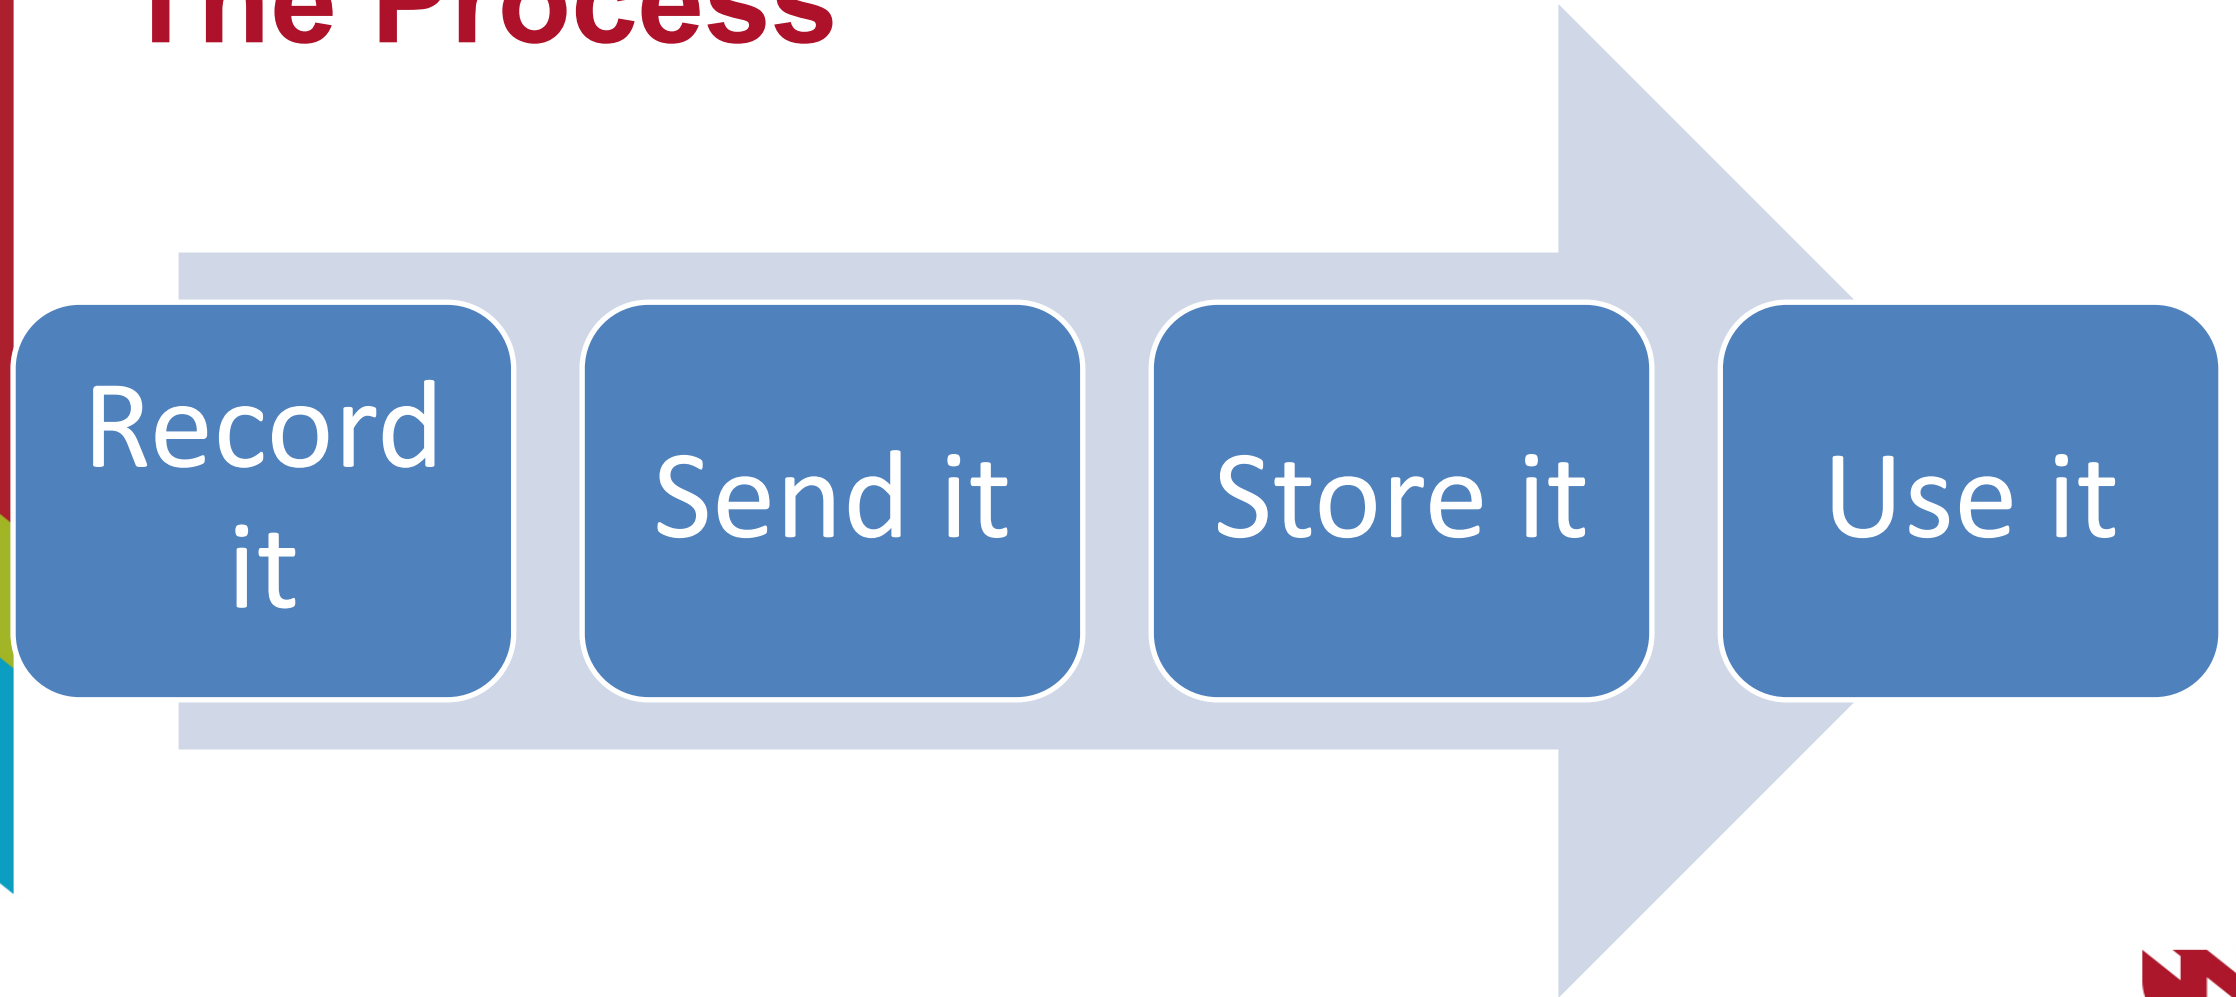 The Process
Record
it
Send it
Store it
Use it